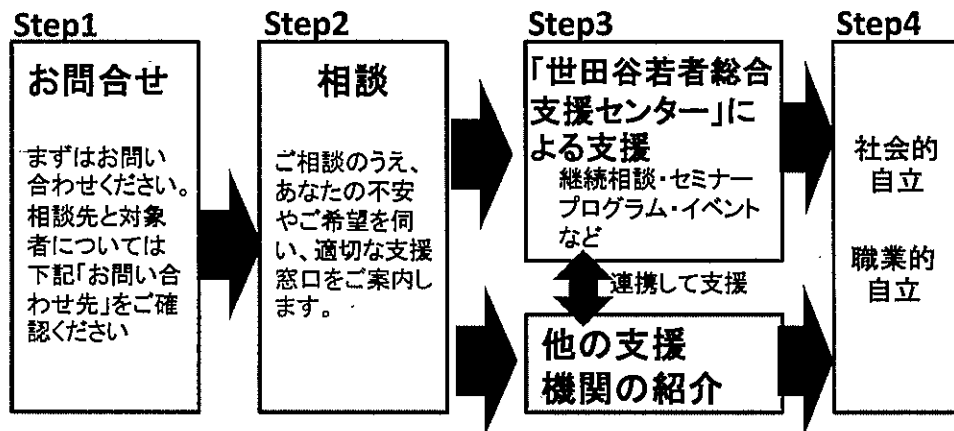 Step1
お問合せ
まずはお問い
合わせください。
相談先と対象
者については
下記「お問い合
わせ先」をご確
認ください
Step2
相談
ご相談のうえ、
あなたの不安
やご希望を伺
い、適切な支援
窓口をご案内し
ます。
Step3
「世田谷若者総合
支援センター」に
よる支援
継続相談・セミナー
プログラム・イベント
など
連携して支援
他の支援
機関の紹介
Step4
社会的
自立
職業的
自立